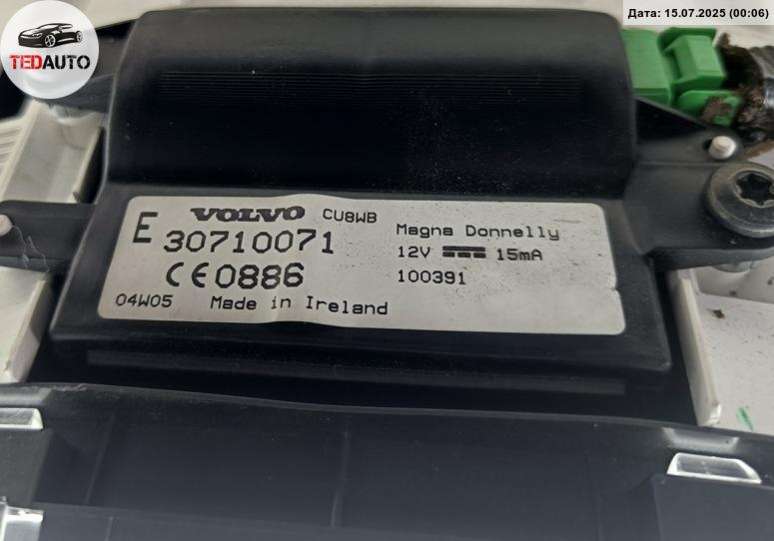 TEDAUTO
Дата: 15.07.2025 (00:06)
VOLVO CU8WB
E 30710071
CE0886
04W05 Made in Ireland
Magna Donnelly
12V 15mA
100391